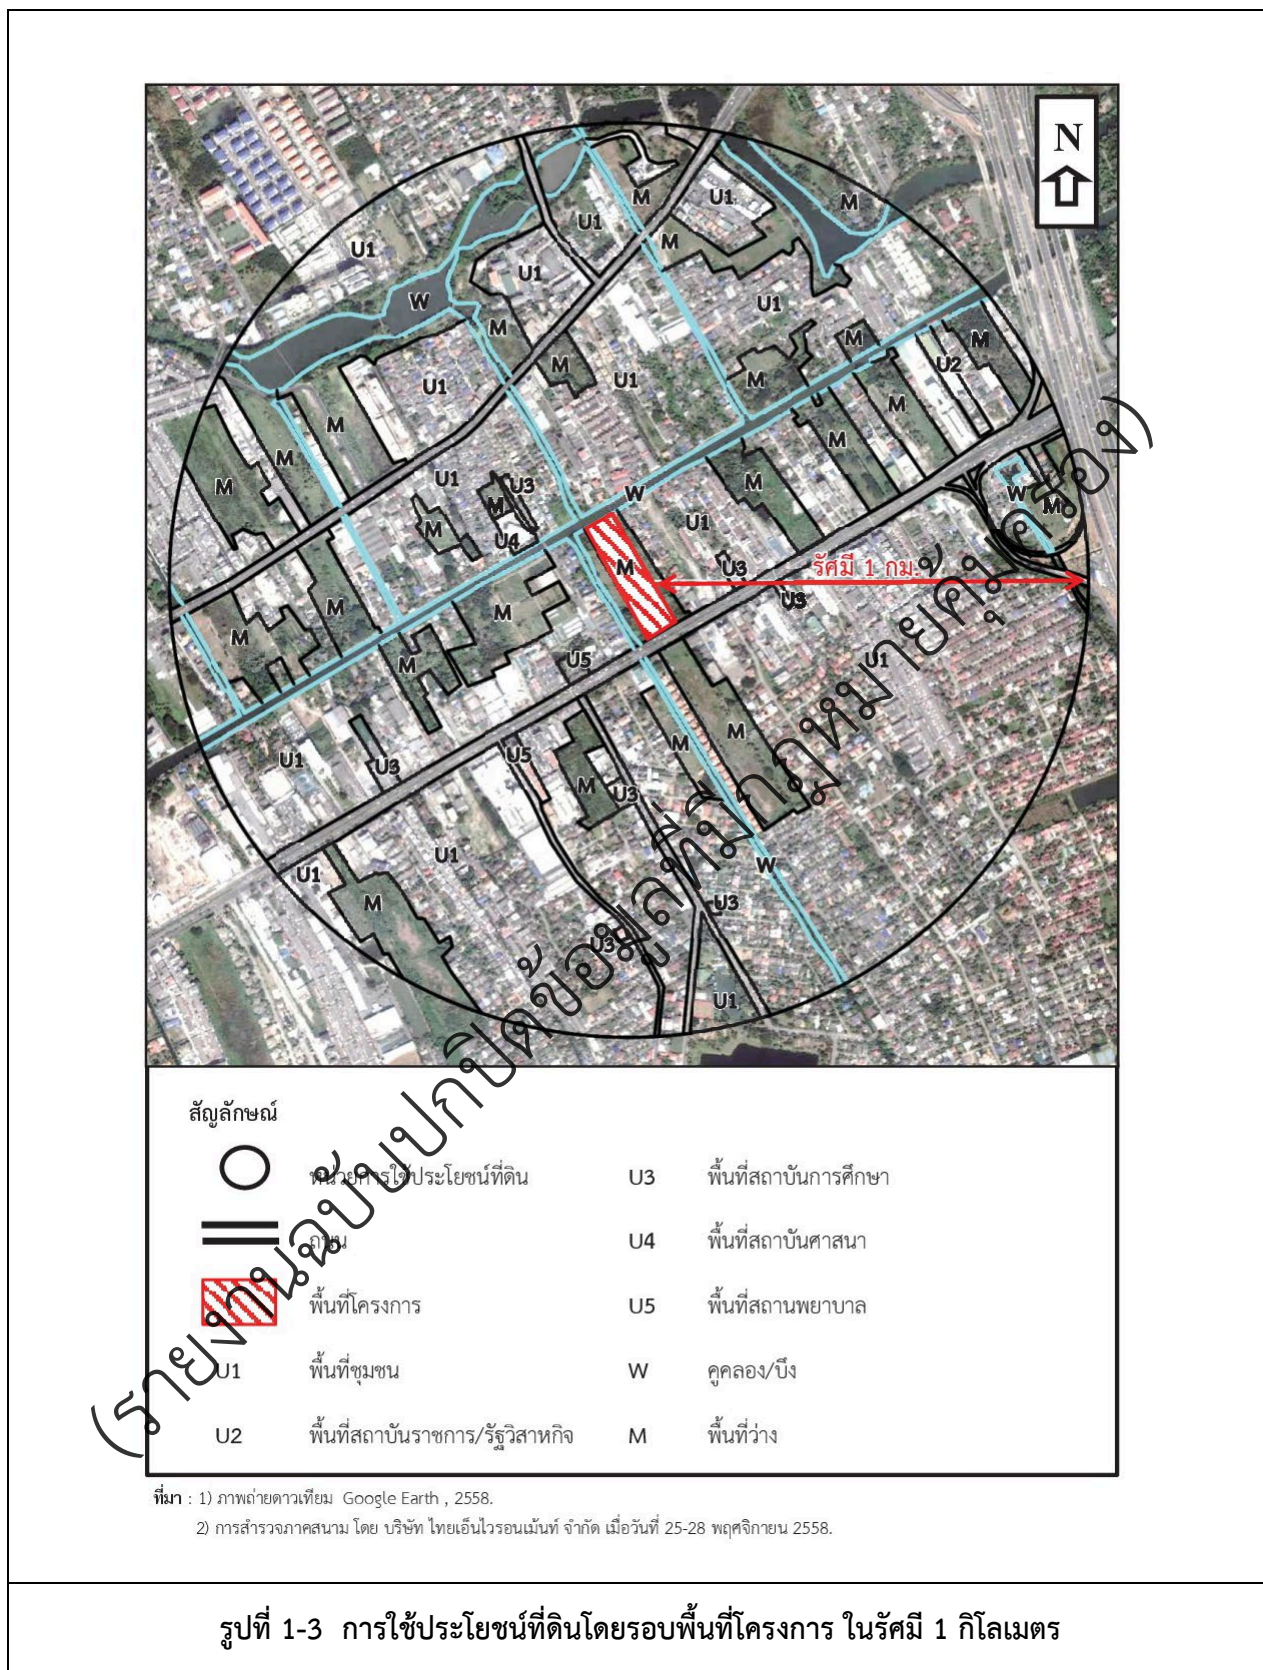 N
U1
M
U1
M
U1
M
U1
W
M
U1
M
M
U1
U1
M
M
M
U2
M
M
M
M
U1
U3
M
M
U4
W
M
M
U1
W
M
M
U3
รัศมี 1 กม.
U3
M
M
M
M
U5
U1
U1
U3
U5
M
U3
M
M
U1
U1
M
W
U3
U3
U1
(รายงานฉบับปกปิดข้อมูลที่มีกฎหมายคุ้มครอง)
สัญลักษณ์
หน่วยการใช้ประโยชน์ที่ดิน
U3 พื้นที่สถาบันการศึกษา
ถนน
U4 พื้นที่สถาบันศาสนา
พื้นที่โครงการ
U5 พื้นที่สถานพยาบาล
U1 พื้นที่ชุมชน
W คูคลอง/บึง
U2 พื้นที่สถาบันราชการ/รัฐวิสาหกิจ
M พื้นที่ว่าง
ที่มา : 1) ภาพถ่ายดาวเทียม Google Earth , 2558.
2) การสำรวจภาคสนาม โดย บริษัท ไทยเอ็นไวรอนเม้นท์ จำกัด เมื่อวันที่ 25-28 พฤศจิกายน 2558.
รูปที่ 1-3 การใช้ประโยชน์ที่ดินโดยรอบพื้นที่โครงการ ในรัศมี 1 กิโลเมตร